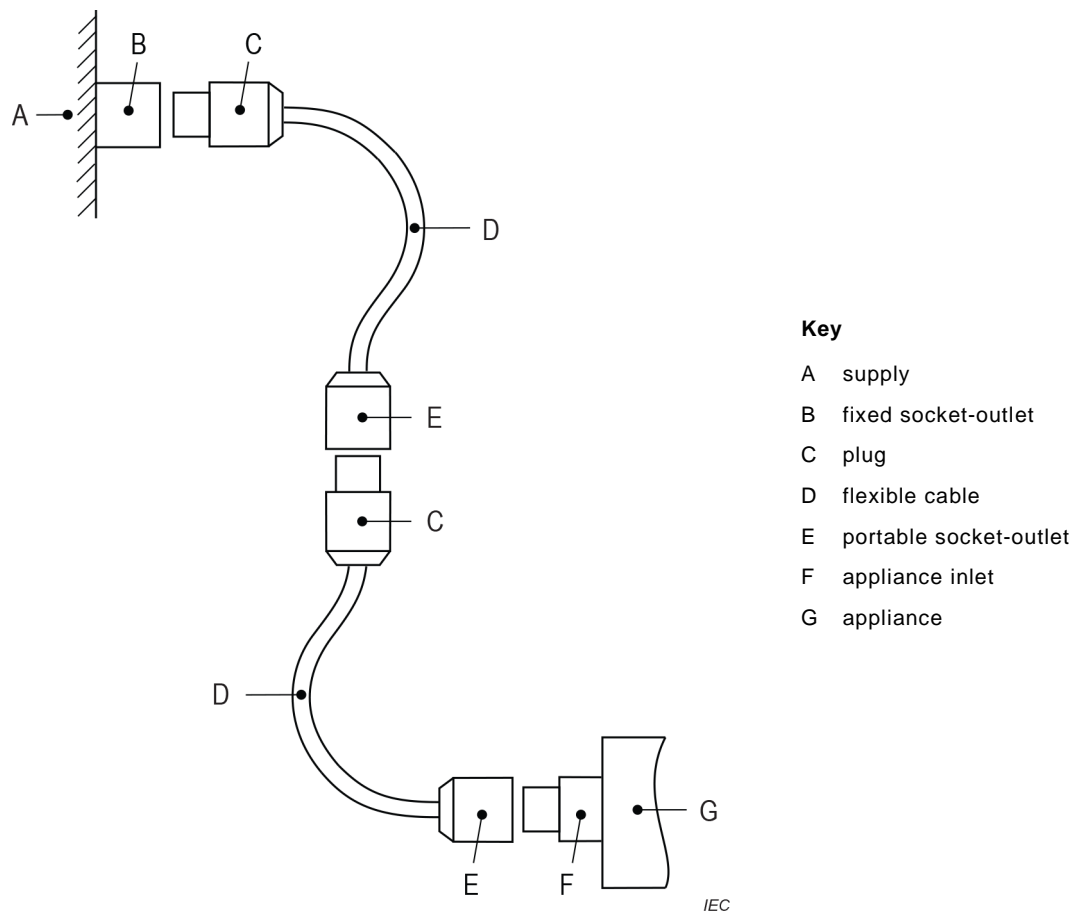 B
C
A
D
E
C
D
E
F
G
IEC
Key
A supply
B fixed socket-outlet
C plug
D flexible cable
E portable socket-outlet
F appliance inlet
G appliance